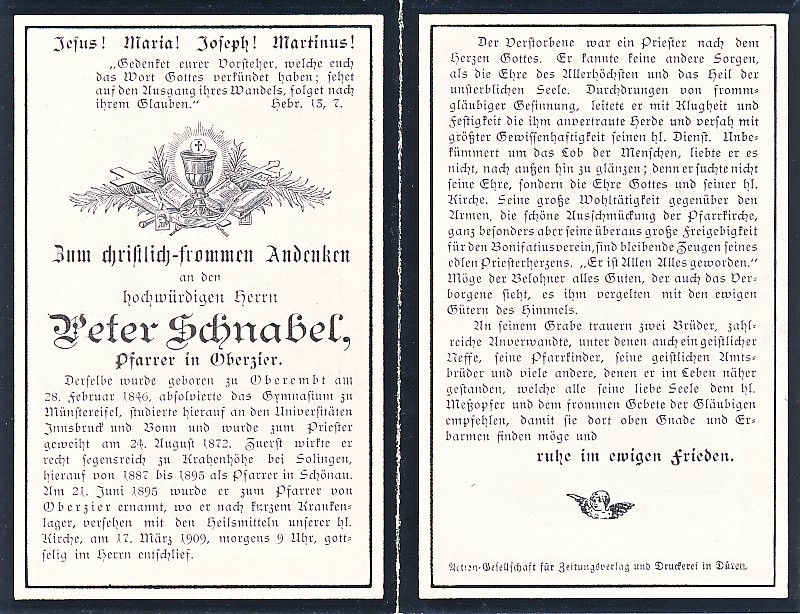 Jesus! Maria! Joseph! Martinus!
„Gedenket eurer Vorsteher, welche euch
das Wort Gottes verkündet haben; sehet
auf den Ausgang ihres Wandels, folget nach
ihrem Glauben.“ Hebr. 13, 7.
Zum christlich-frommen Andenken
an den
hochwürdigen Herrn
Peter Schnabel,
Pfarrer in Oberzier.
Derselbe wurde geboren zu Oberembt am
28. Februar 1846, absolvierte das Gymnasium zu
Münstereifel, studierte hierauf an den Universitäten
Innsbruck und Bonn und wurde zum Priester
geweiht am 24. August 1872. Zuerst wirkte er
recht segensreich zu Krahenhöhe bei Solingen,
hierauf von 1887 bis 1895 als Pfarrer in Schönau.
Am 21. Juni 1895 wurde er zum Pfarrer von
Oberzier ernannt, wo er nach kurzem Kranken-
lager, versehen mit den Heilsmitteln unserer hl.
Kirche, am 17. März 1909, morgens 9 Uhr, gott-
selig im Herrn entschlief.
Der Verstorbene war ein Priester nach dem
Herzen Gottes. Er kannte keine andere Sorgen,
als die Ehre des Allerhöchsten und das Heil der
unsterblichen Seele. Durchdrungen von fromm-
gläubiger Gesinnung, leitete er mit Klugheit und
Festigkeit die ihm anvertraute Herde und versah mit
größter Gewissenhaftigkeit seinen hl. Dienst. Unbe-
kümmert um das Lob der Menschen, liebte er es
nicht, nach außen hin zu glänzen; denn er suchte nicht
seine Ehre, sondern die Ehre Gottes und seiner hl.
Kirche. Seine große Wohltätigkeit gegenüber den
Armen, die schöne Ausschmückung der Pfarrkirche,
ganz besonders aber seine überaus große Freigebigkeit
für den Bonifatiusverein, sind bleibende Zeugen seines
edlen Priesterherzens. „Er ist Allen Alles geworden.“
Möge der Belohner alles Guten, der auch das Ver-
borgene sieht, es ihm vergelten mit den ewigen
Gütern des Himmels.
An seinem Grabe trauern zwei Brüder, zahl-
reiche Anverwandte, unter denen auch ein geistlicher
Neffe, seine Pfarrkinder, seine geistlichen Amts-
brüder und viele andere, denen er im Leben näher
gestanden, welche alle seine liebe Seele dem hl.
Meßopfer und dem frommen Gebete der Gläubigen
empfehlen, damit sie dort oben Gnade und Er-
barmen finden möge und
ruhe im ewigen Frieden.
Actien-Gesellschaft für Zeitungsverlag und Druckerei in Düren.